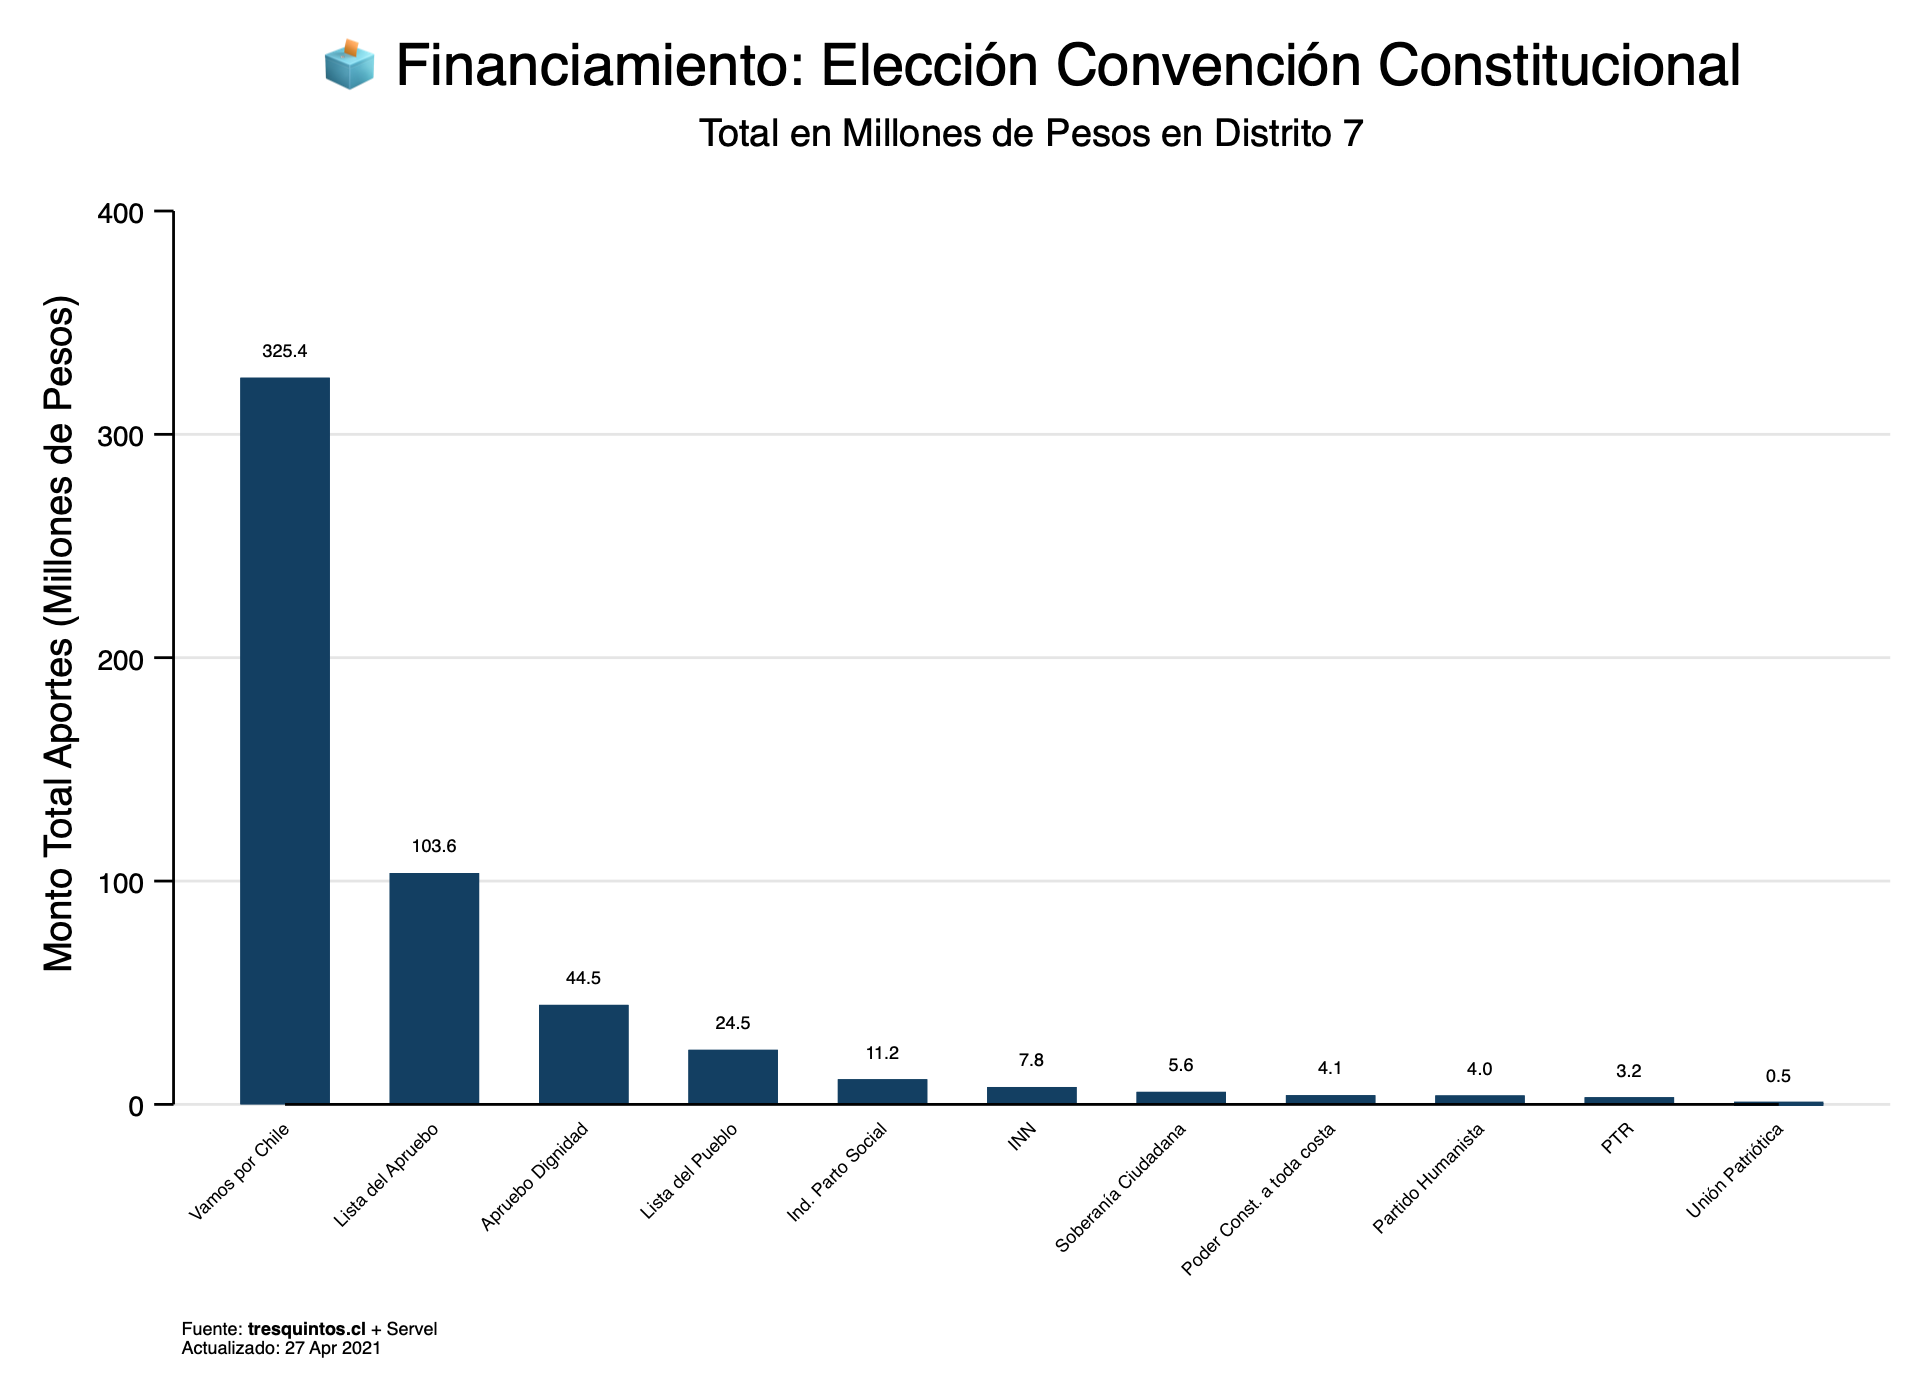 Financiamiento: Elección Convención Constitucional
Total en Millones de Pesos en Distrito 7
Monto Total Aportes (Millones de Pesos)
400
300
200
100
0
325.4
103.6
44.5
24.5
11.2
7.8
5.6
4.1
4.0
3.2
0.5
Vamos por Chile
Lista del Apruebo
Apruebo Dignidad
Lista del Pueblo
Ind. Parto Social
INN
Soberanía Ciudadana
Poder Const. a toda costa
Partido Humanista
PTR
Unión Patriótica
Fuente: tresquintos.cl + Servel
Actualizado: 27 Apr 2021